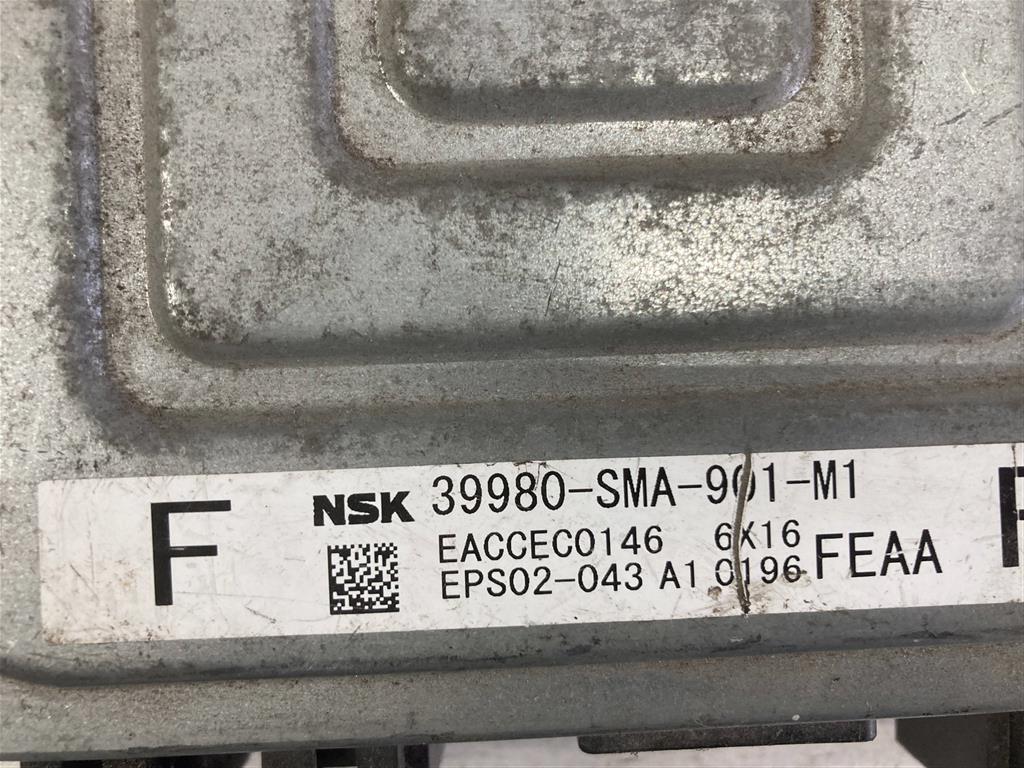 F NSK 39980-SMA-901-M1
EACCEC0146 6X16
EPS02-043 A1 0196 FEAA